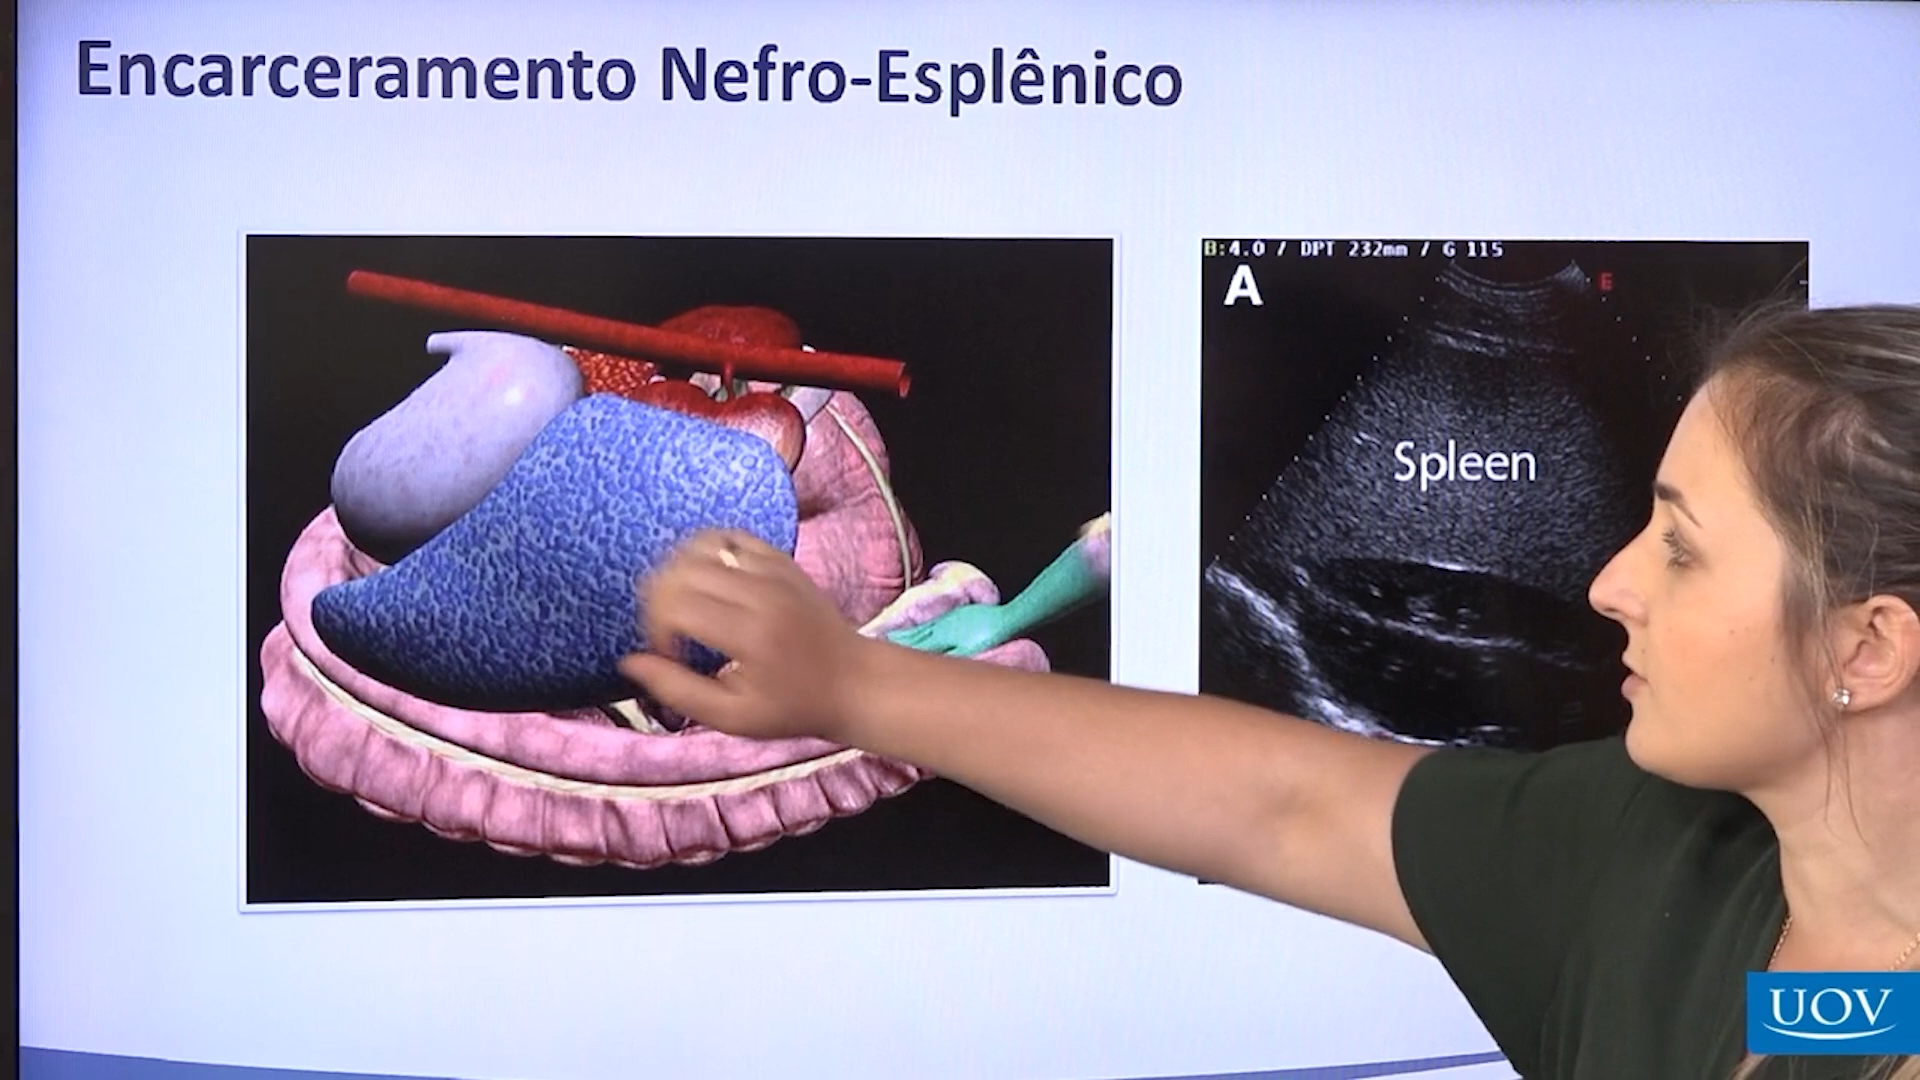 Encarceramento Nefro-Esplênico
B:4.0 / DPT 232mm / G 115
A
E
Spleen
UOV